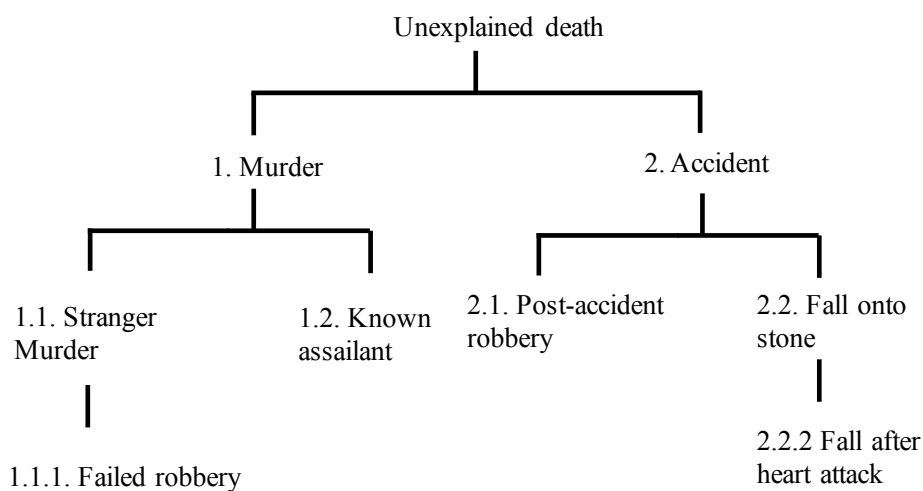 Unexplained death
1. Murder
2. Accident
1.1. Stranger
Murder
1.2. Known
assailant
2.1. Post-accident
robbery
2.2. Fall onto
stone
1.1.1. Failed robbery
2.2.2 Fall after
heart attack